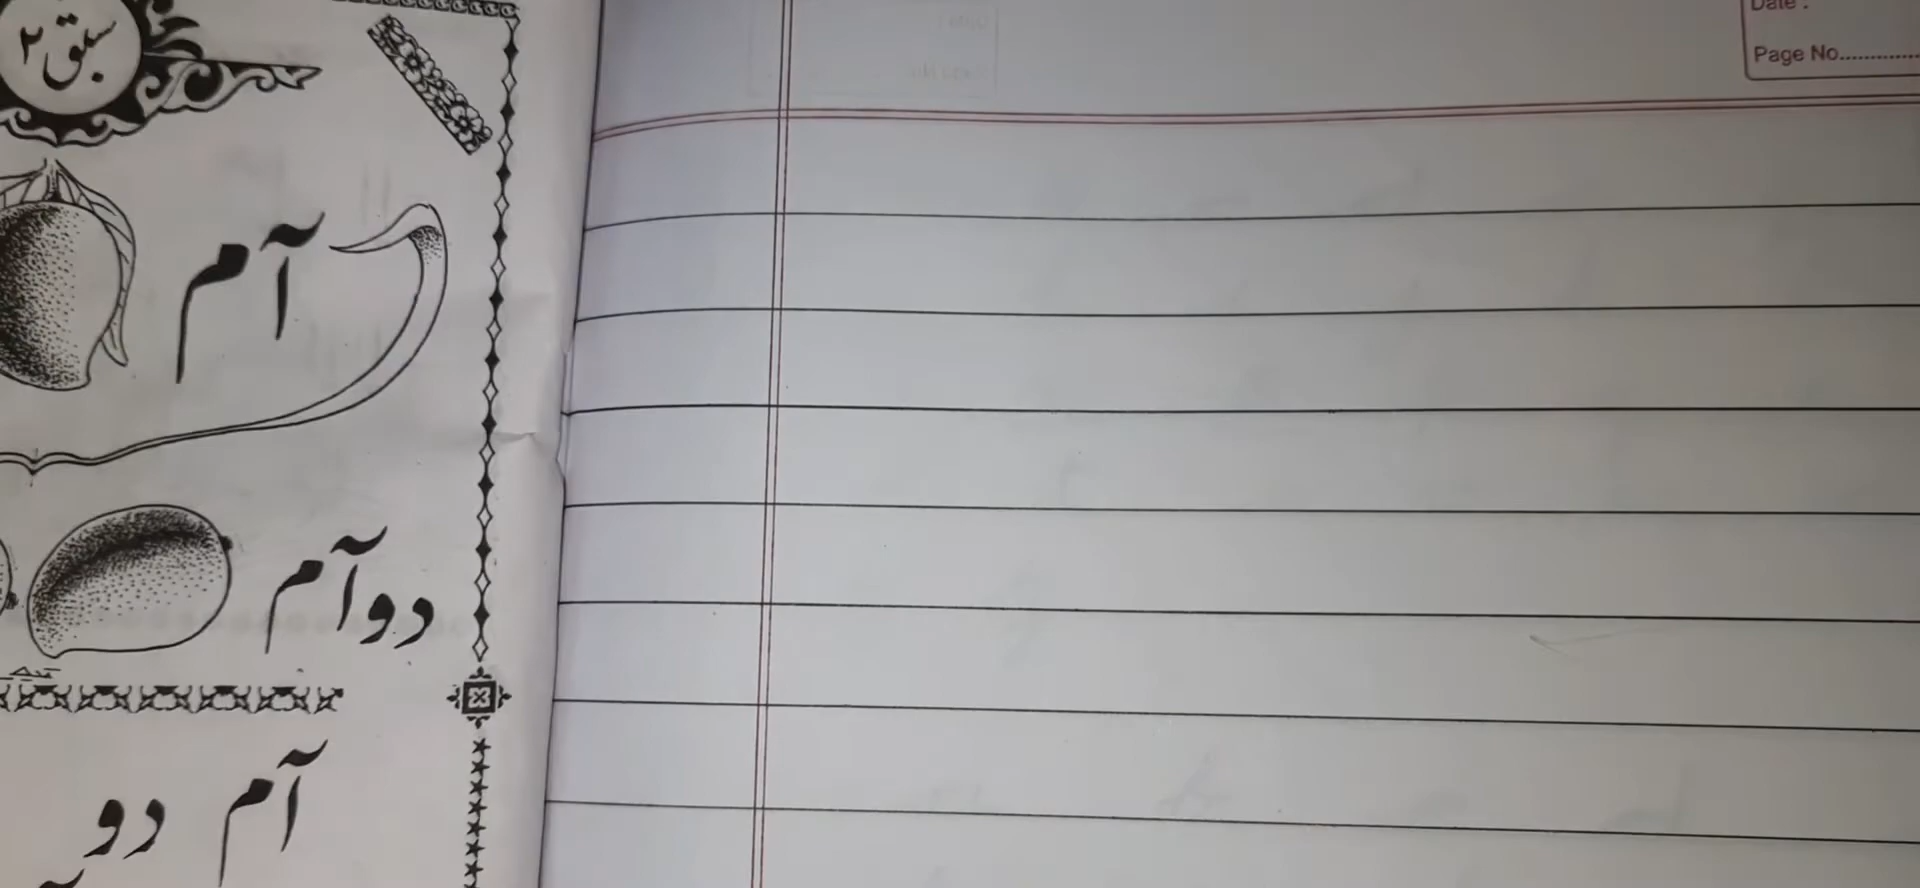 سبق ۲
Date :
Page No..............
آم
دو آم
آم دو